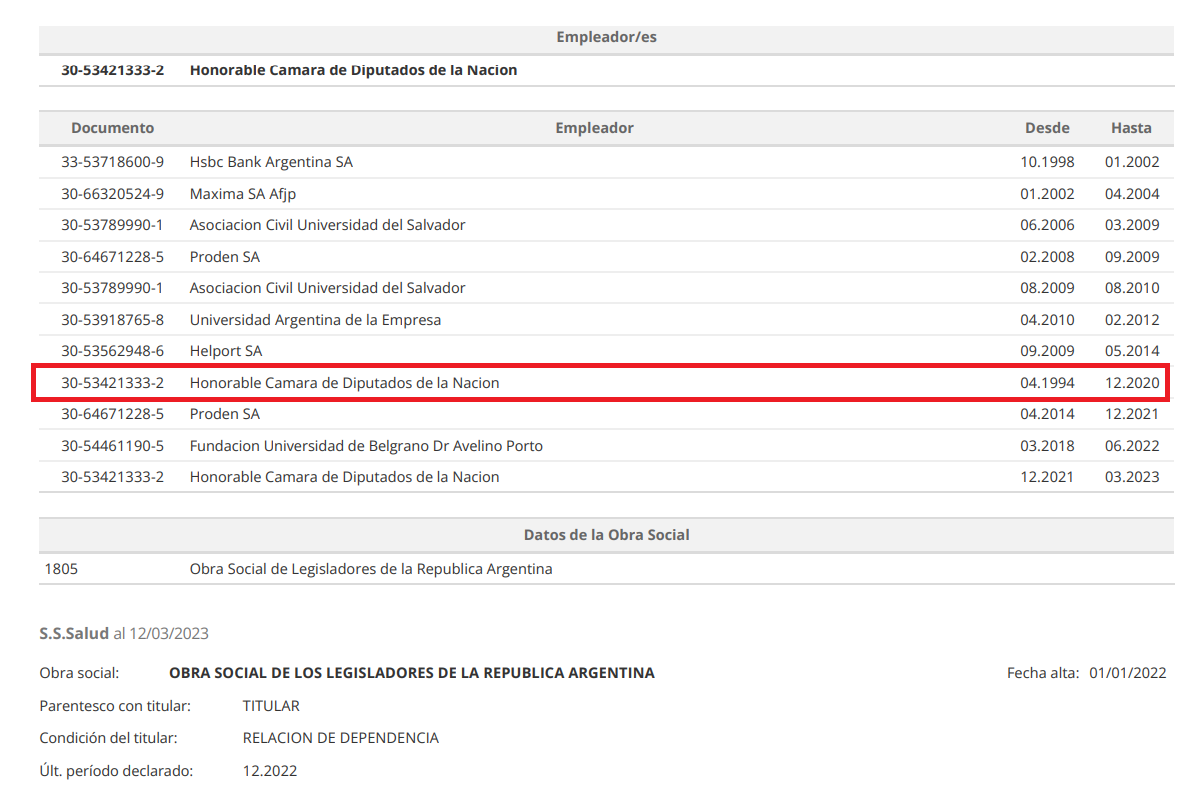 Empleador/es
30-53421333-2 Honorable Camara de Diputados de la Nacion
Documento Empleador Desde Hasta
33-53718600-9 Hsbc Bank Argentina SA 10.1998 01.2002
30-66320524-9 Maxima SA Afjp 01.2002 04.2004
30-53789990-1 Asociacion Civil Universidad del Salvador 06.2006 03.2009
30-64671228-5 Proden SA 02.2008 09.2009
30-53789990-1 Asociacion Civil Universidad del Salvador 08.2009 08.2010
30-53918765-8 Universidad Argentina de la Empresa 04.2010 02.2012
30-53562948-6 Helport SA 09.2009 05.2014
30-53421333-2 Honorable Camara de Diputados de la Nacion 04.1994 12.2020
30-64671228-5 Proden SA 04.2014 12.2021
30-54461190-5 Fundacion Universidad de Belgrano Dr Avelino Porto 03.2018 06.2022
30-53421333-2 Honorable Camara de Diputados de la Nacion 12.2021 03.2023
Datos de la Obra Social
1805 Obra Social de Legisladores de la Republica Argentina
S.S.Salud al 12/03/2023
Obra social: OBRA SOCIAL DE LOS LEGISLADORES DE LA REPUBLICA ARGENTINA Fecha alta: 01/01/2022
Parentesco con titular: TITULAR
Condición del titular: RELACION DE DEPENDENCIA
Últ. período declarado: 12.2022